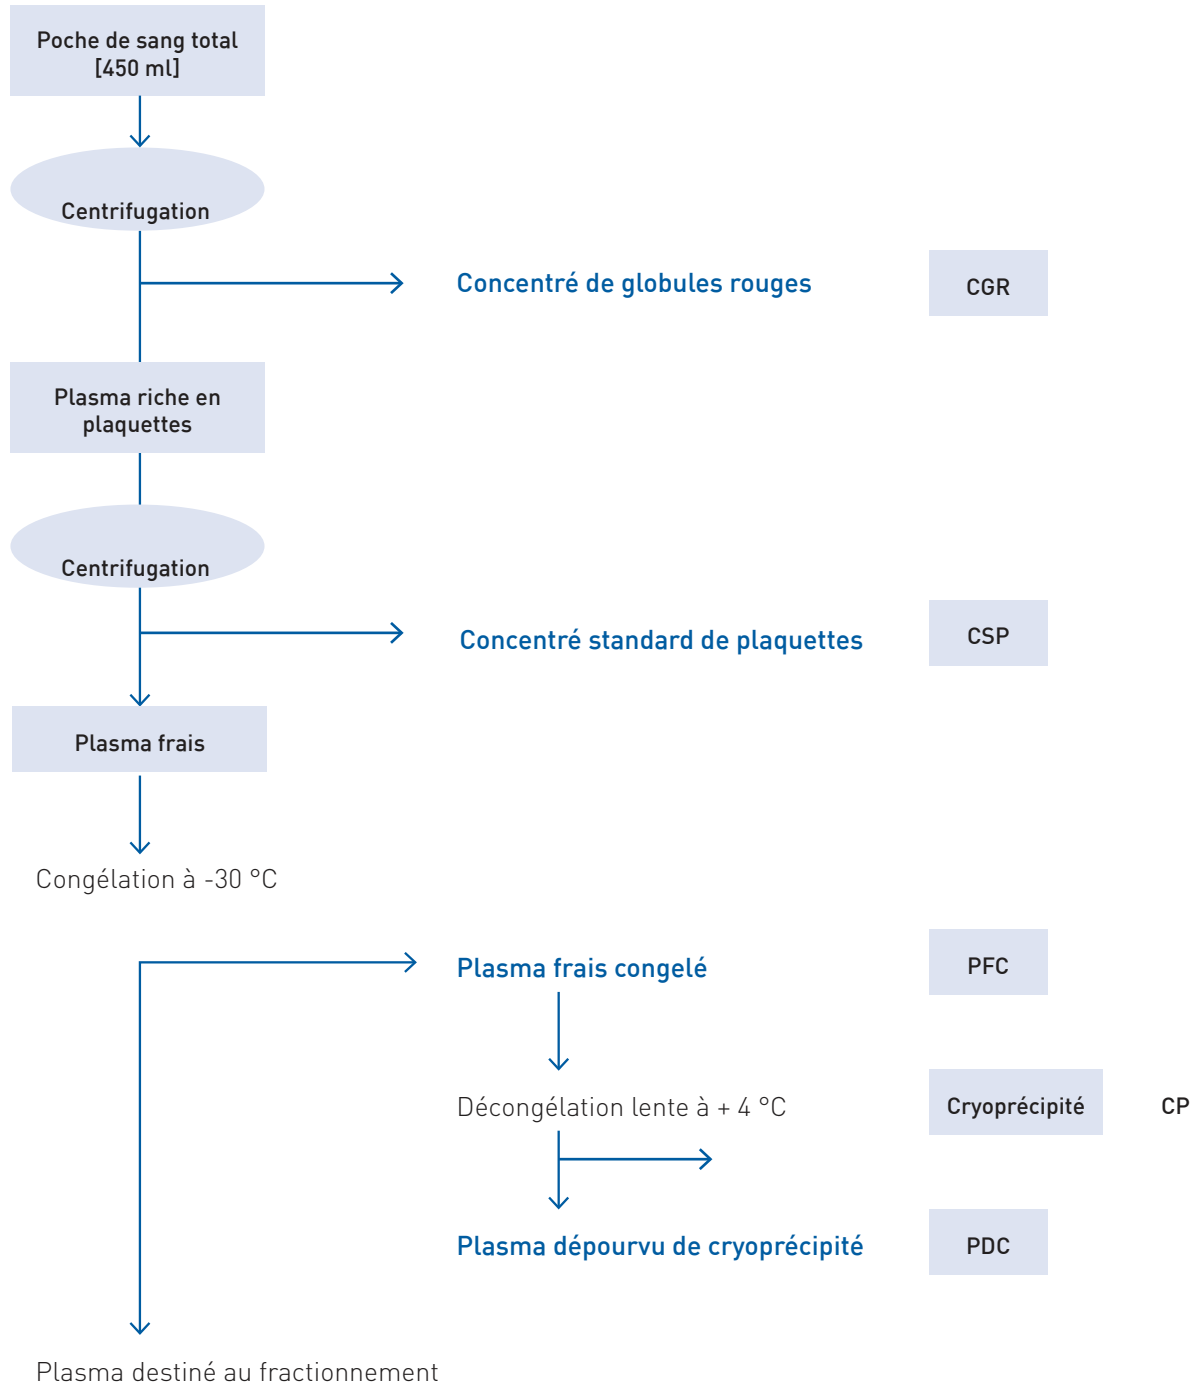 Poche de sang total
[450 ml]
Centrifugation
Concentré de globules rouges
CGR
Plasma riche en
plaquettes
Centrifugation
Concentré standard de plaquettes
CSP
Plasma frais
Congélation à -30 °C
Plasma frais congelé
PFC
Décongélation lente à + 4 °C
Cryoprécipité
CP
Plasma dépourvu de cryoprécipité
PDC
Plasma destiné au fractionnement